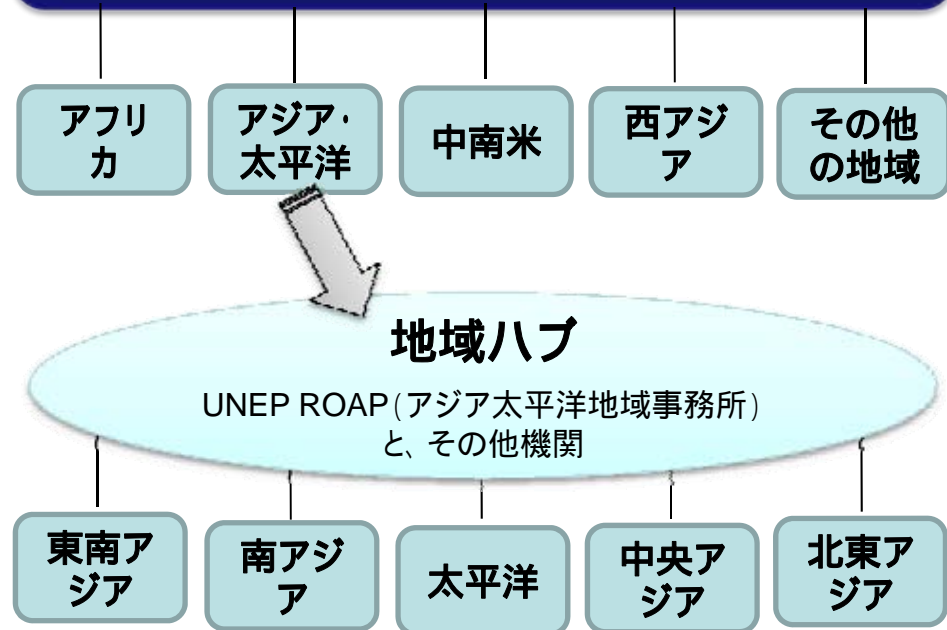 アフリ
カ
アジア・
太平洋
中南米
西アジ
ア
その他
の地域
地域ハブ
UNEP ROAP(アジア太平洋地域事務所)
と、その他機関
東南ア
ジア
南アジ
ア
太平洋
中央ア
ジア
北東ア
ジア